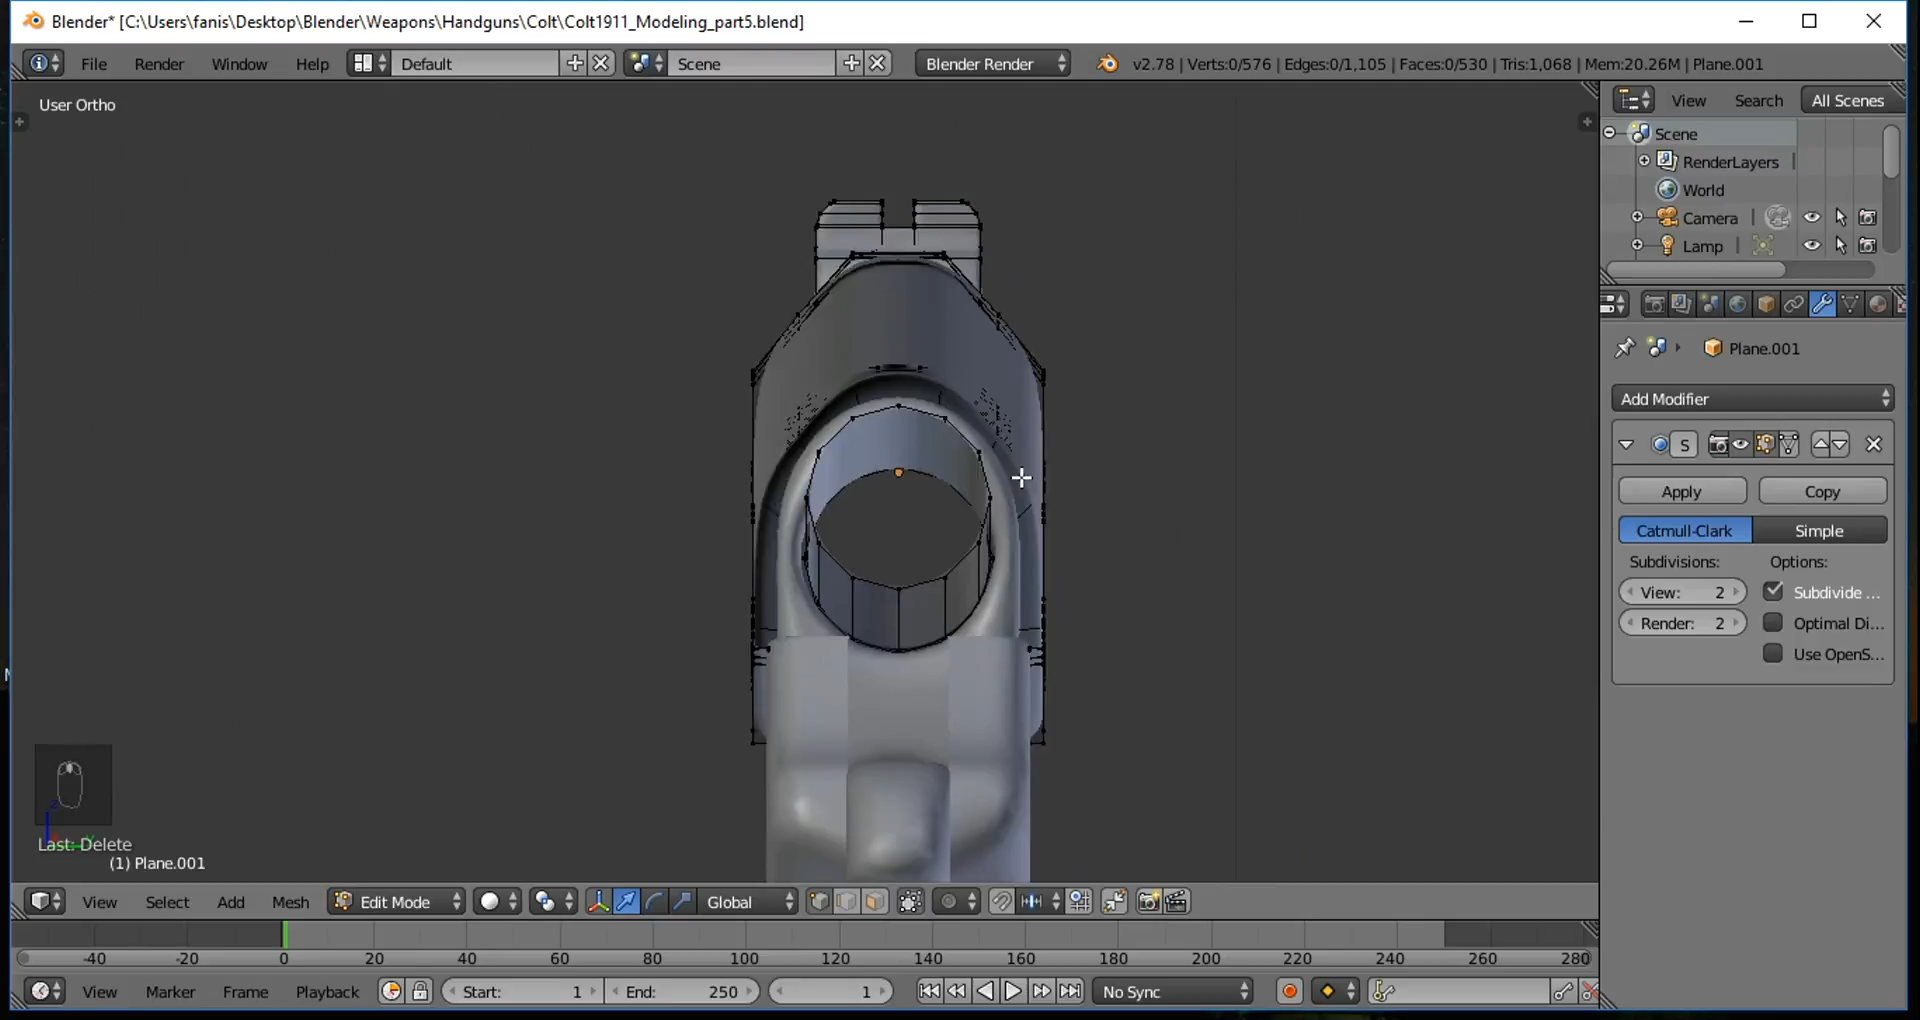 Blender* [C:\Users\fanis\Desktop\Blender\Weapons\Handguns\Colt\Colt1911_Modeling_part5.blend]
File Render Window Help Default Scene Blender Render v2.78 | Verts:0/576 | Edges:0/1,105 | Faces:0/530 | Tris:1,068 | Mem:20.26M | Plane.001
User Ortho
View Search All Scenes
Scene
RenderLayers
World
Camera
Lamp
Plane.001
Add Modifier
S
Apply Copy
Catmull-Clark Simple
Subdivisions: Options:
View: 2 Subdivide ...
Render: 2 Optimal Di...
Use OpenS...
Last: Delete
(1) Plane.001
View Select Add Mesh Edit Mode Global
-40 -20 0 20 40 60 80 100 120 140 160 180 200 220 240 260 280
View Marker Frame Playback Start: 1 End: 250 1 No Sync